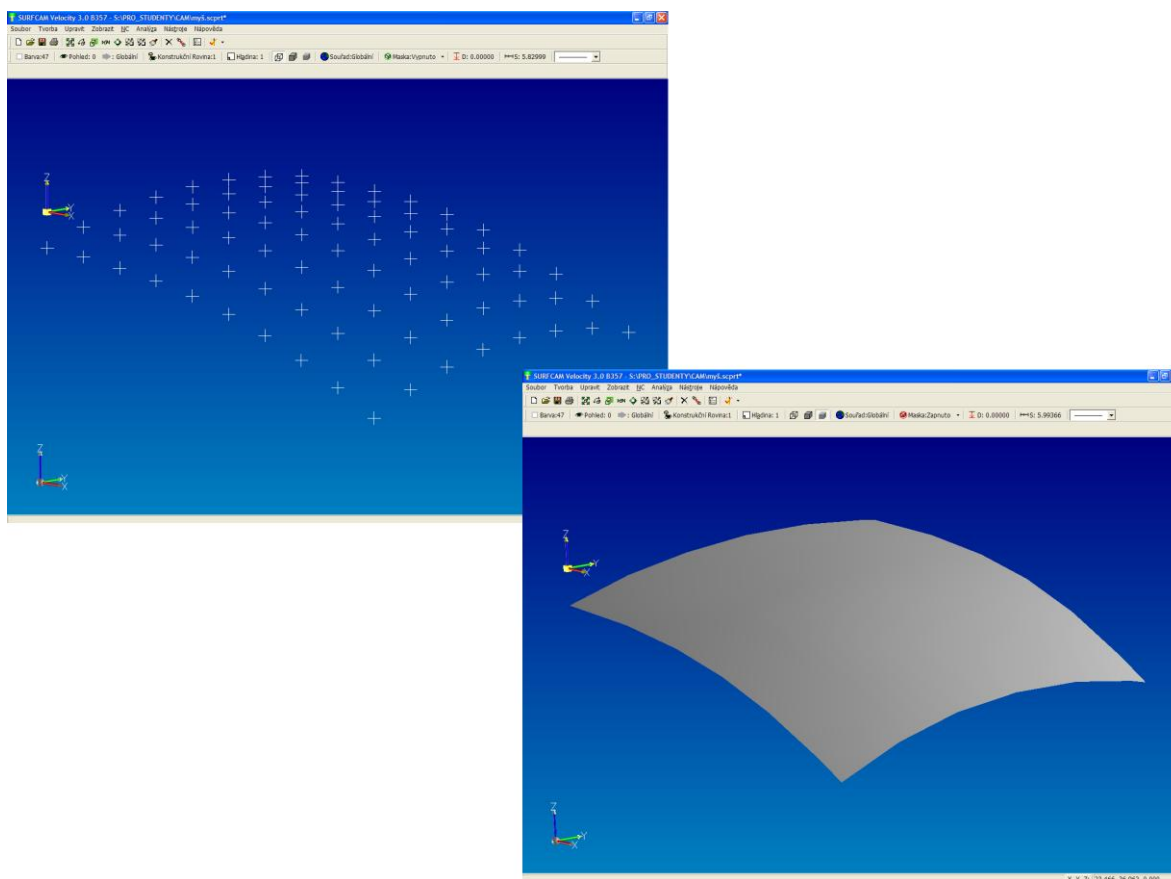 SURFCAM Velocity 3.0 B357 - S:\PRO_STUDENTY\CAM\myš.scprt*
Soubor Tvorba Upravit Zobrazit NC Analýza Nástroje Nápověda
Barva:47 Pohled: 0 : Globální Konstrukční Rovina:1 Hladina: 1 Souřad:Globální Maska:Vypnuto D: 0.00000 S: 5.82999
Z
Y
X
Z
Y
X
SURFCAM Velocity 3.0 B357 - S:\PRO_STUDENTY\CAM\myš.scprt*
Soubor Tvorba Upravit Zobrazit NC Analýza Nástroje Nápověda
Barva:47 Pohled: 0 : Globální Konstrukční Rovina:1 Hladina: 1 Souřad:Globální Maska:Zapnuto D: 0.00000 S: 5.99366
Z
Y
X
Z
Y
X